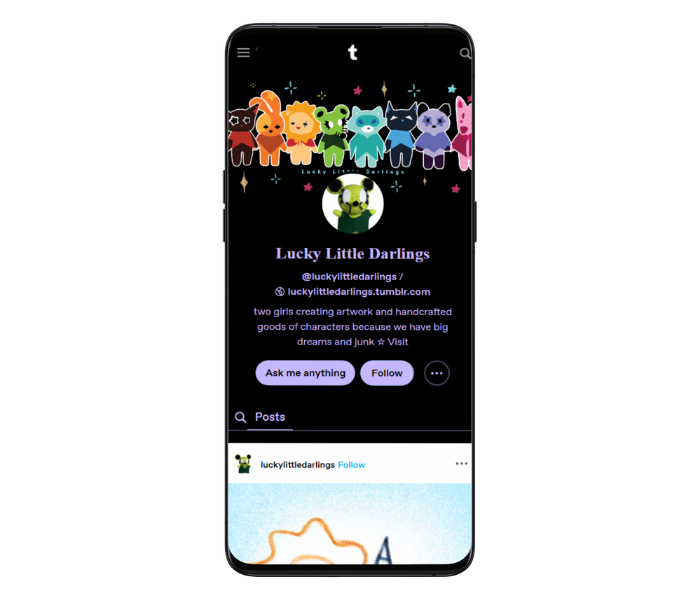 t
Lucky Little Darlings
Lucky Little Darlings
@luckylittledarlings /
luckylittledarlings.tumblr.com
two girls creating artwork and handcrafted
goods of characters because we have big
dreams and junk ☆ Visit
Ask me anything
Follow
Posts
luckylittledarlings Follow
A